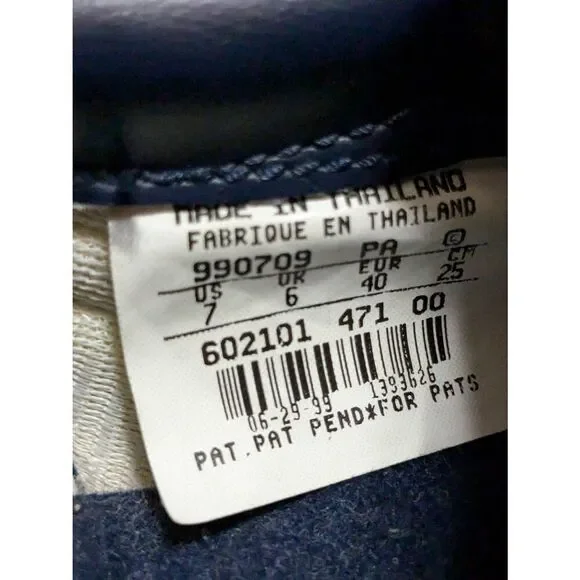 MADE IN THAILAND
FABRIQUE EN THAILAND
990709 PA ©
US UK EUR CM
7 6 40 25
602101 471 00
06-29-99 1393626
PAT.PAT PEND*FOR PATS